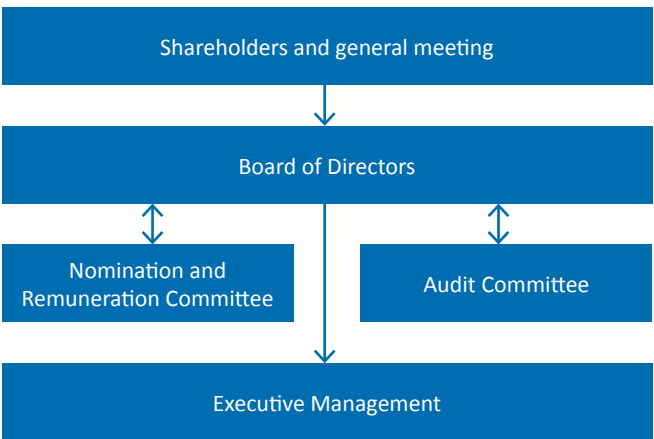 Shareholders and general meeting
Board of Directors
Nomination and
Remuneration Committee
Audit Committee
Executive Management